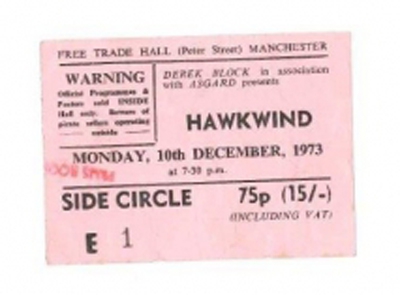 FREE TRADE HALL (Peter Street) MANCHESTER
WARNING
Official Programmes &
Posters sold INSIDE
Hall only. Beware of
pirate sellers operating
outside
DEREK BLOCK in association
with ASGARD presents
HAWKWIND
MONDAY, 10th DECEMBER, 1973
at 7-30 p.m.
SIDE CIRCLE
75p (15/-)
(INCLUDING VAT)
E 1